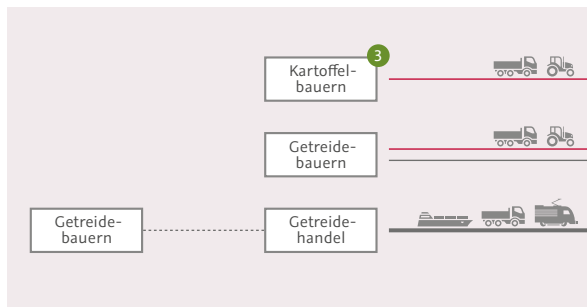 3
Kartoffel-
bauern
Getreide-
bauern
Getreide-
bauern
Getreide-
handel